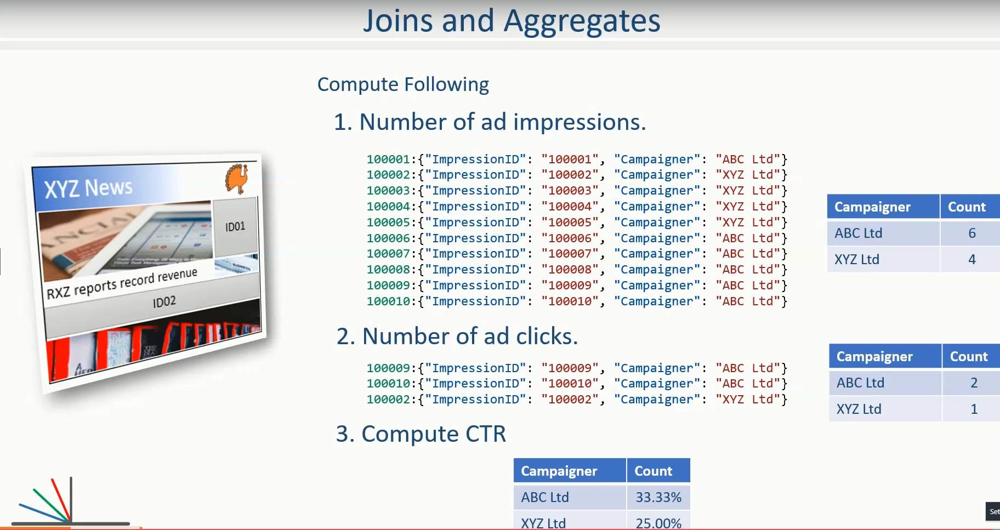 Joins and Aggregates
Compute Following
1. Number of ad impressions.
100001:{"ImpressionID": "100001", "Campaigner": "ABC Ltd"}
100002:{"ImpressionID": "100002", "Campaigner": "XYZ Ltd"}
100003:{"ImpressionID": "100003", "Campaigner": "XYZ Ltd"}
100004:{"ImpressionID": "100004", "Campaigner": "XYZ Ltd"}
100005:{"ImpressionID": "100005", "Campaigner": "XYZ Ltd"}
100006:{"ImpressionID": "100006", "Campaigner": "ABC Ltd"}
100007:{"ImpressionID": "100007", "Campaigner": "ABC Ltd"}
100008:{"ImpressionID": "100008", "Campaigner": "ABC Ltd"}
100009:{"ImpressionID": "100009", "Campaigner": "ABC Ltd"}
100010:{"ImpressionID": "100010", "Campaigner": "ABC Ltd"}
Campaigner Count
ABC Ltd 6
XYZ Ltd 4
XYZ News
ID01
RXZ reports record revenue
ID02
2. Number of ad clicks.
100009:{"ImpressionID": "100009", "Campaigner": "ABC Ltd"}
100010:{"ImpressionID": "100010", "Campaigner": "ABC Ltd"}
100002:{"ImpressionID": "100002", "Campaigner": "XYZ Ltd"}
Campaigner Count
ABC Ltd 2
XYZ Ltd 1
3. Compute CTR
Campaigner Count
ABC Ltd 33.33%
XYZ Ltd 25.00%
Set